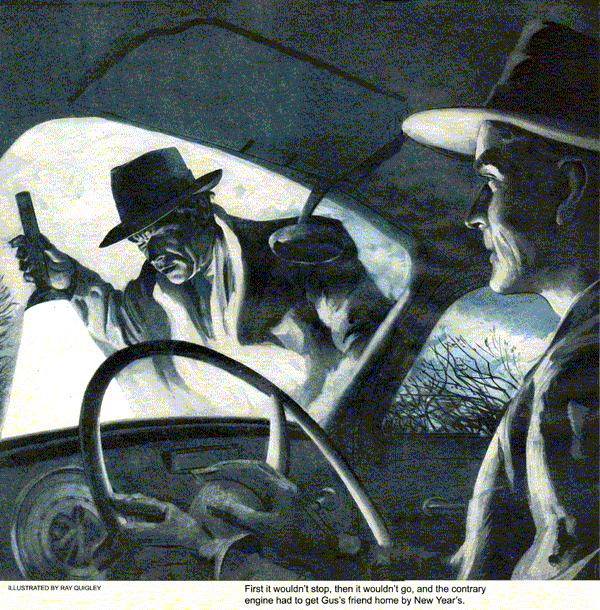 ILLUSTRATED BY RAY QUIGLEY
First it wouldn't stop, then it wouldn't go, and the contrary
engine had to get Gus's friend home by New Year's.